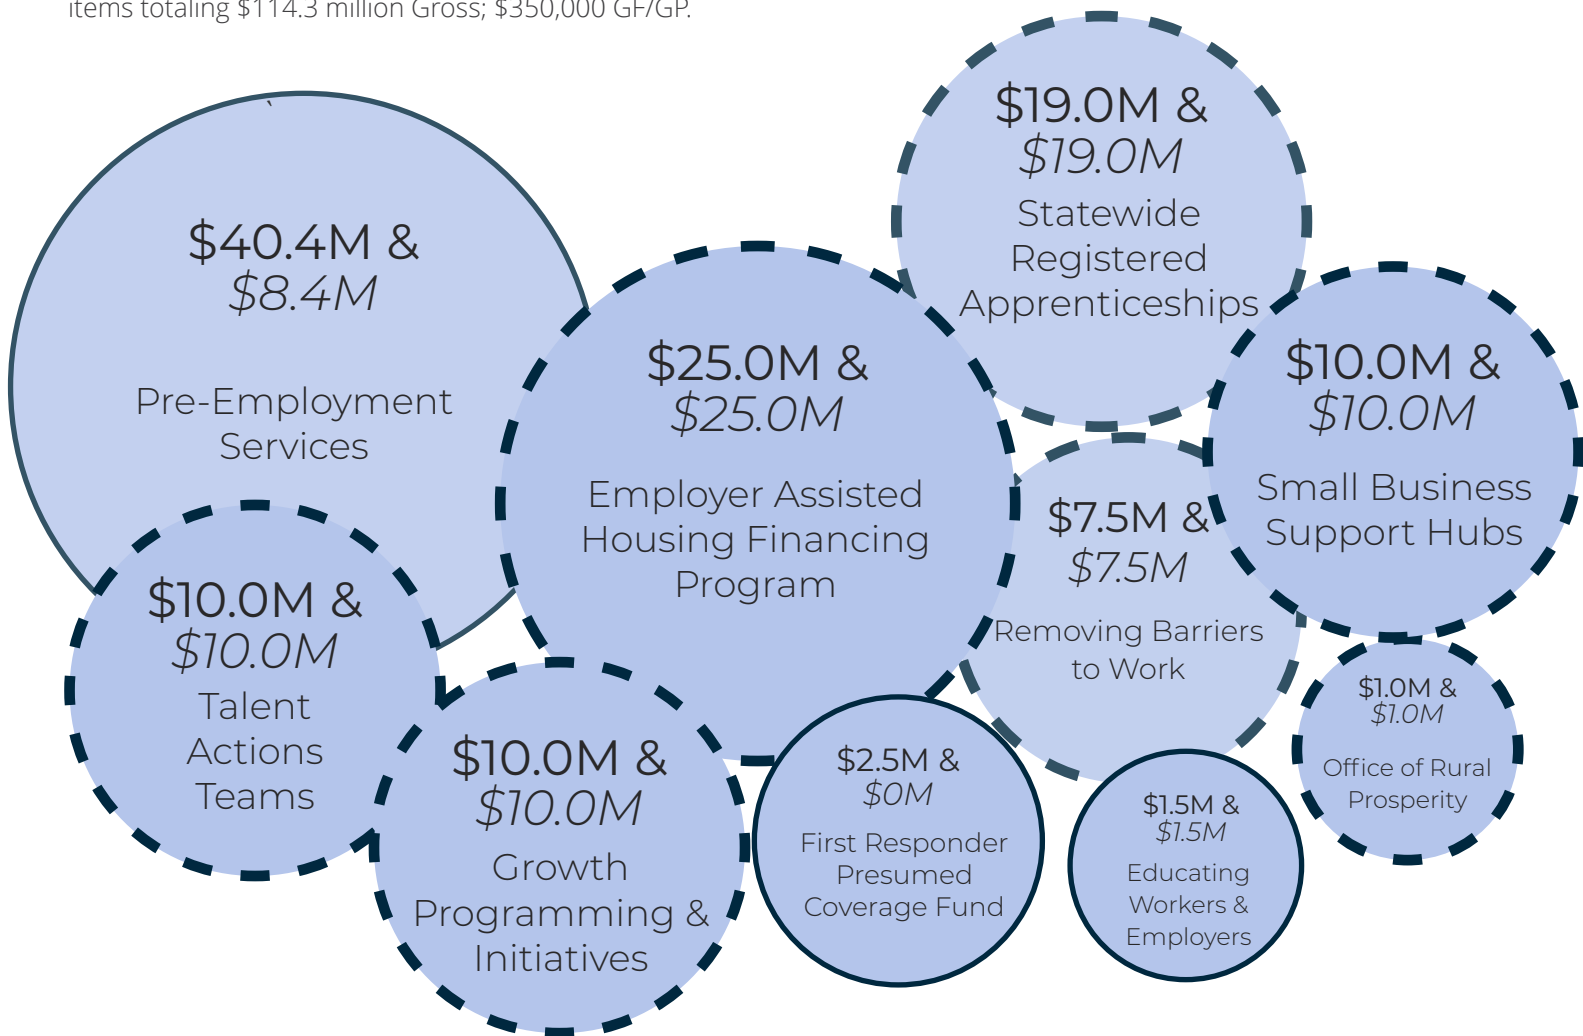 items totaling $114.3 million Gross; $350,000 GF/GP.
$19.0M &
$19.0M
Statewide
Registered
Apprenticeships
$40.4M &
$8.4M
Pre-Employment
Services
$25.0M &
$25.0M
Employer Assisted
Housing Financing
Program
$10.0M &
$10.0M
Small Business
Support Hubs
$7.5M &
$7.5M
Removing Barriers
to Work
$10.0M &
$10.0M
Talent
Actions
Teams
$10.0M &
$10.0M
Growth
Programming &
Initiatives
$2.5M &
$0M
First Responder
Presumed
Coverage Fund
$1.5M &
$1.5M
Educating
Workers &
Employers
$1.0M &
$1.0M
Office of Rural
Prosperity